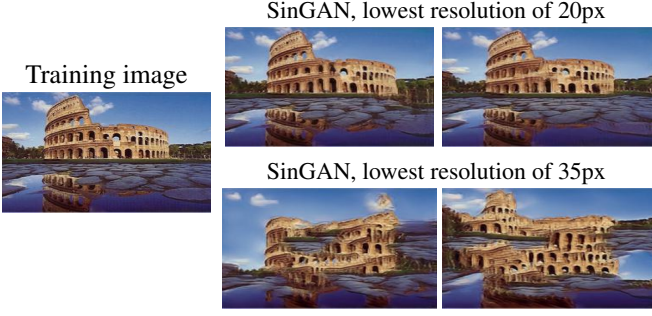 SinGAN, lowest resolution of 20px
Training image
SinGAN, lowest resolution of 35px